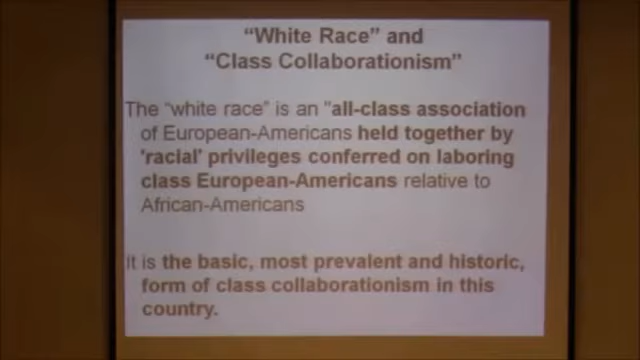 “White Race” and
“Class Collaborationism”
The “white race” is an "all-class association
of European-Americans held together by
'racial' privileges conferred on laboring
class European-Americans relative to
African-Americans
It is the basic, most prevalent and historic,
form of class collaborationism in this
country.